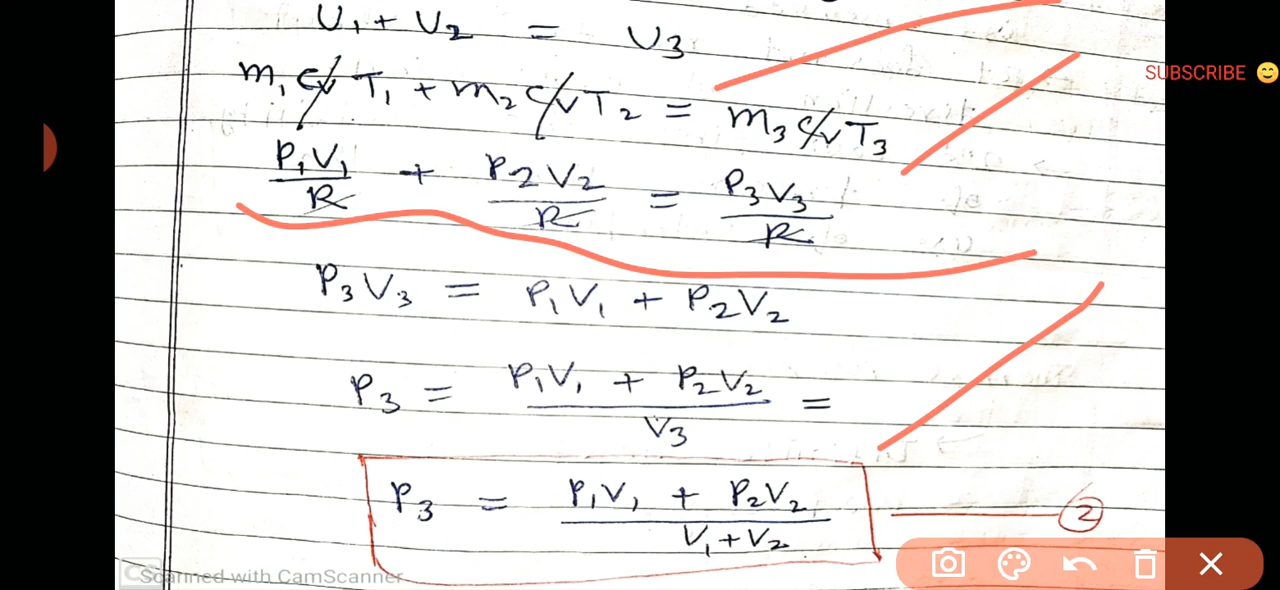 U₁ + U₂ = U₃
SUBSCRIBE 😊
m₁ Cv T₁ + m₂ Cv T₂ = m₃ Cv T₃
P₁V₁/R + P₂V₂/R = P₃V₃/R
P₃V₃ = P₁V₁ + P₂V₂
P₃ = (P₁V₁ + P₂V₂)/V₃ =
P₃ = (P₁V₁ + P₂V₂)/(V₁ + V₂) — ②
CS Scanned with CamScanner